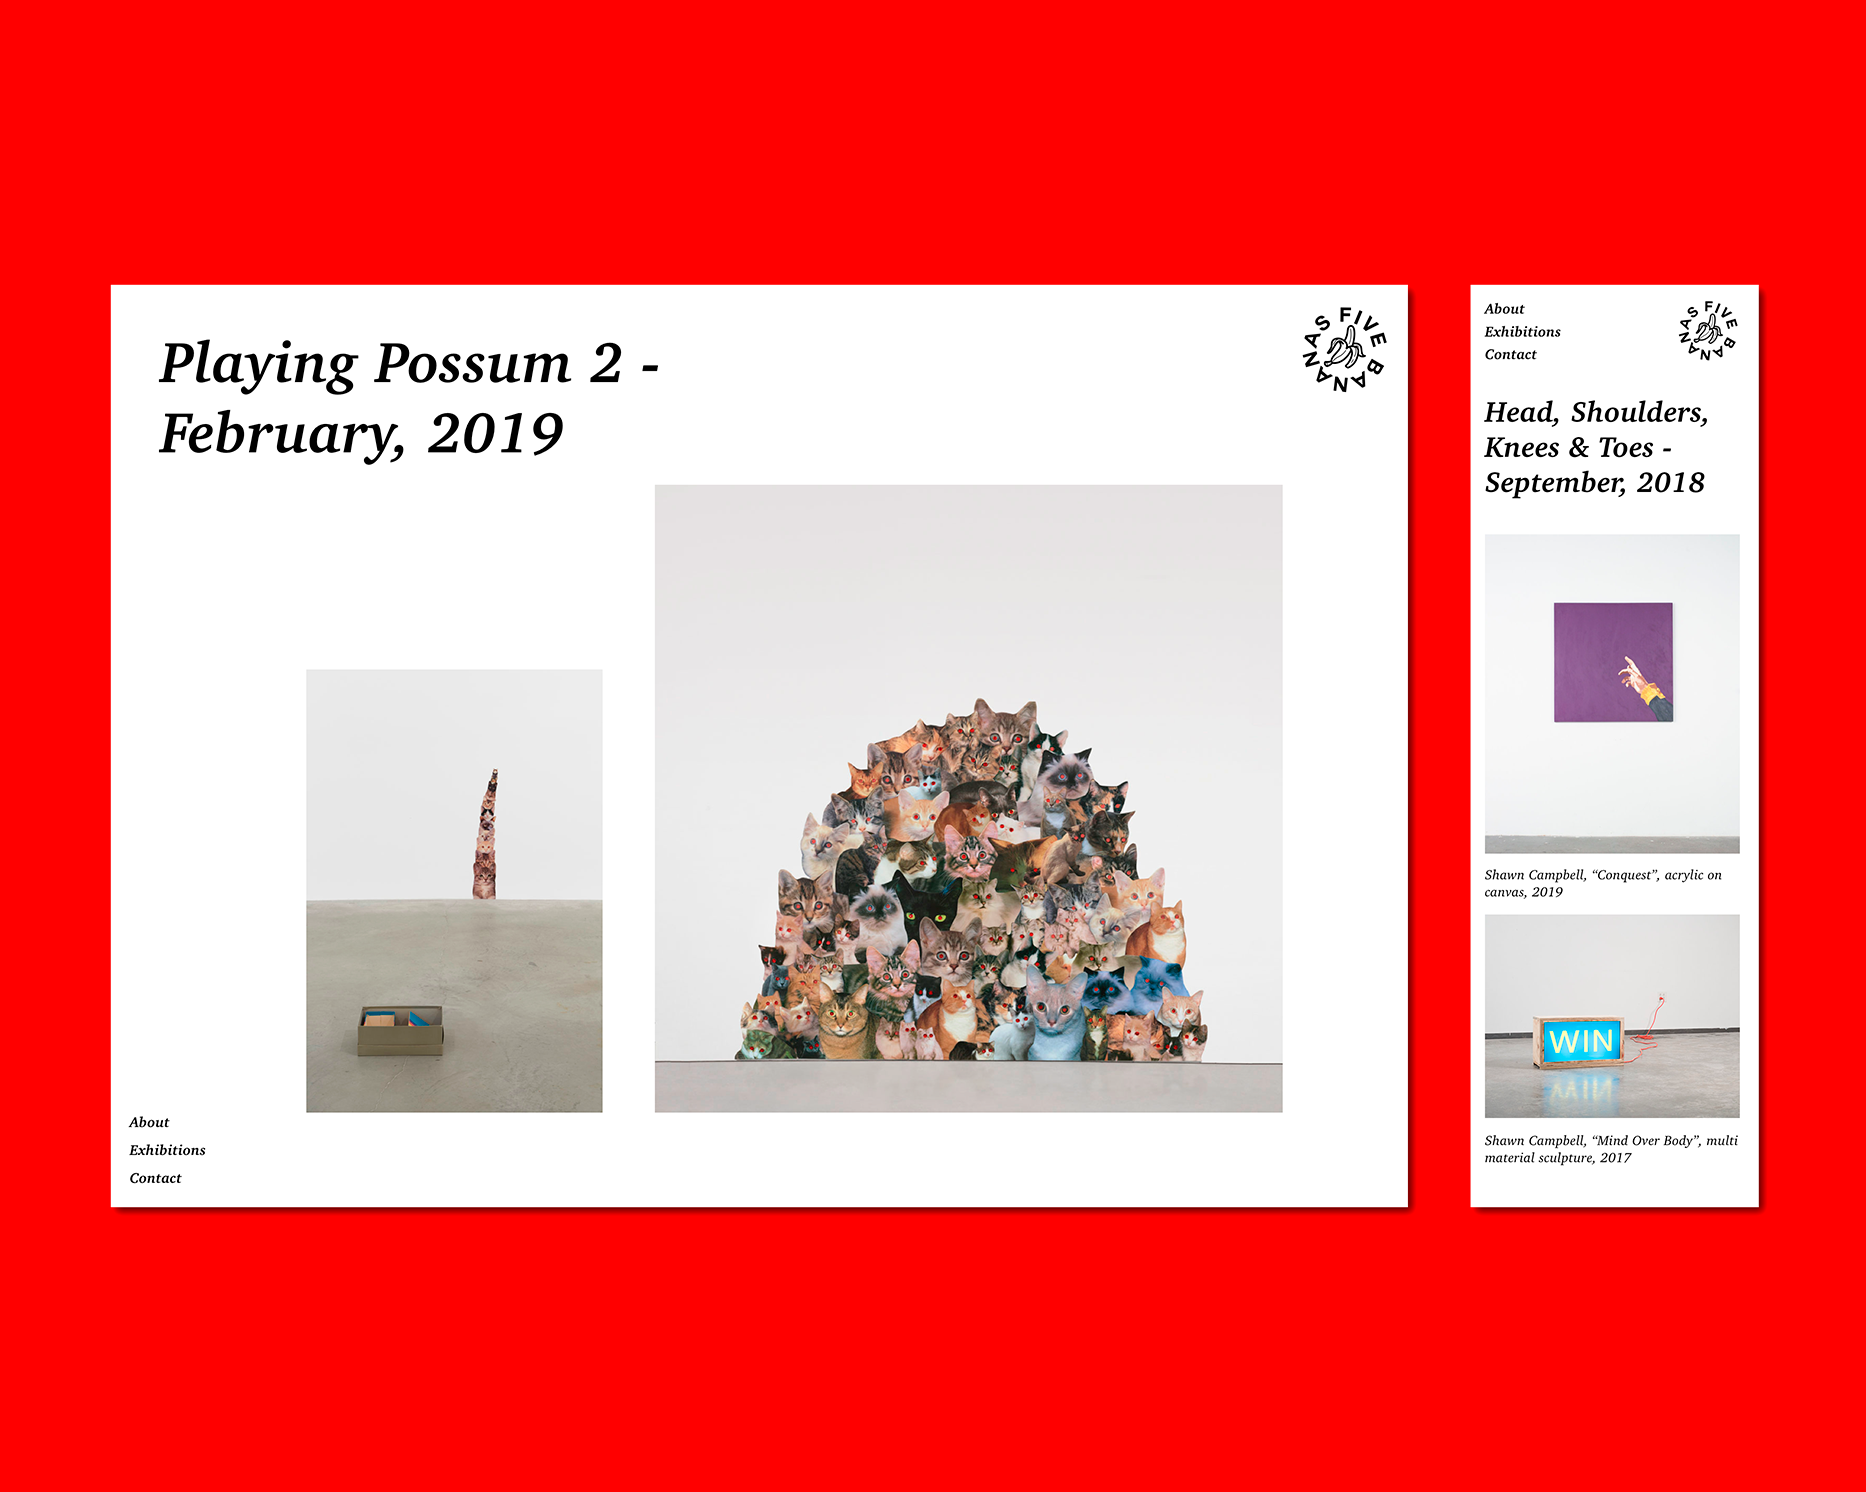 Playing Possum 2 -
February, 2019
FIVE BANANAS
About
Exhibitions
Contact
About
Exhibitions
Contact
FIVE BANANAS
Head, Shoulders,
Knees & Toes -
September, 2018
Shawn Campbell, “Conquest”, acrylic on
canvas, 2019
WIN
Shawn Campbell, “Mind Over Body”, multi
material sculpture, 2017